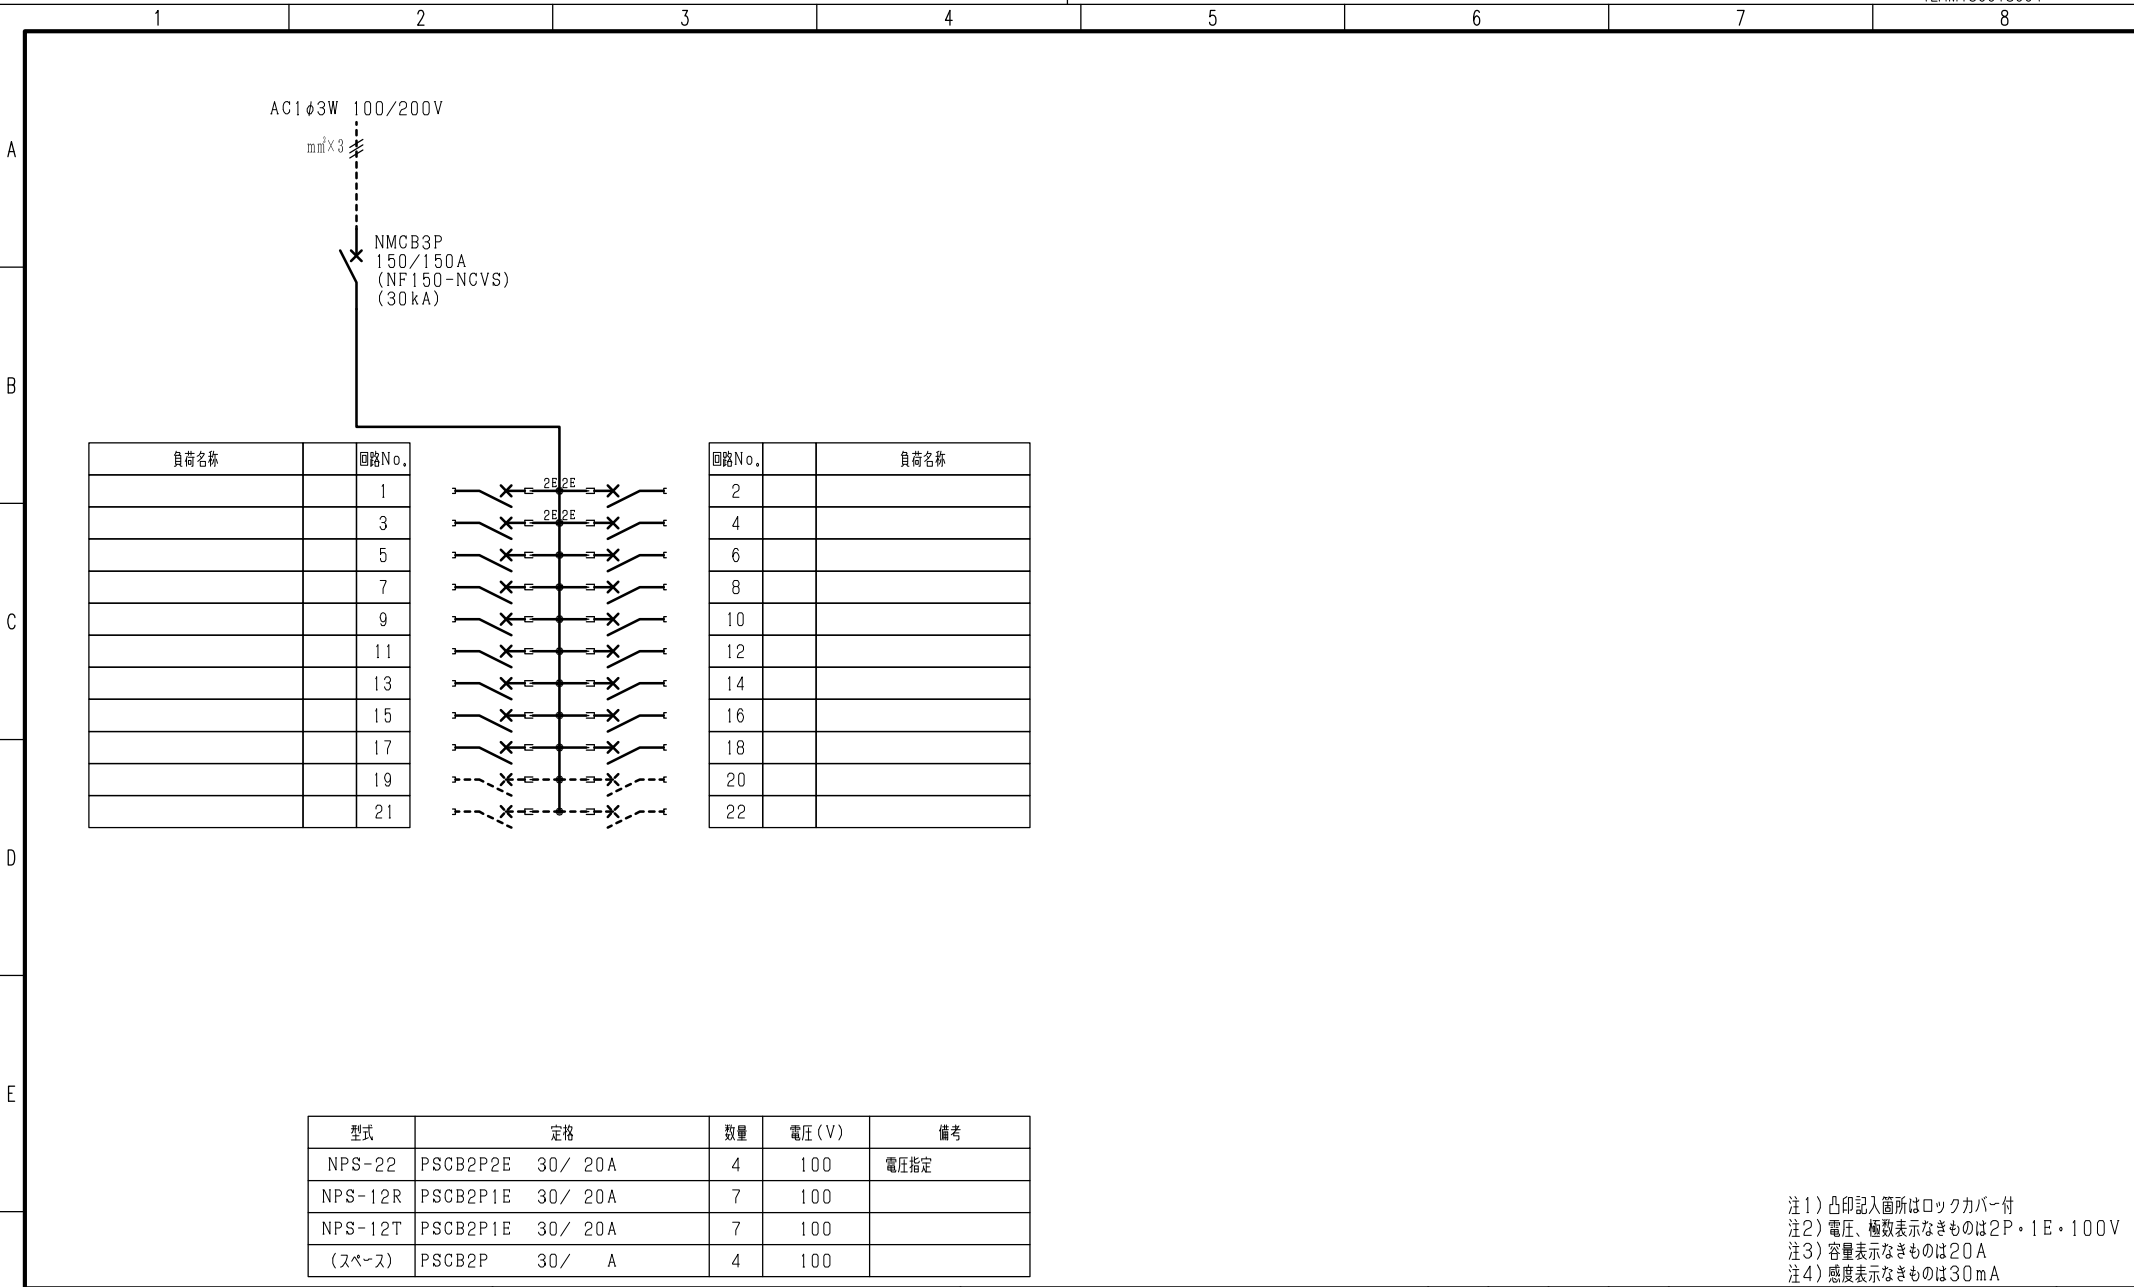 1 2 3 4 5 6 7 8
A
B
C
D
E
AC1φ3W 100/200V
mm²×3
NMCB3P
150/150A
(NF150-NCVS)
(30kA)
負荷名称 回路No. 回路No. 負荷名称
1 2E 2E 2
3 2E 2E 4
5 6
7 8
9 10
11 12
13 14
15 16
17 18
19 20
21 22
型式 定格 数量 電圧(V) 備考
NPS-22 PSCB2P2E 30/ 20A 4 100 電圧指定
NPS-12R PSCB2P1E 30/ 20A 7 100
NPS-12T PSCB2P1E 30/ 20A 7 100
(スペース) PSCB2P 30/ A 4 100
注1)凸印記入箇所はロックカバー付
注2)電圧、極数表示なきものは2P・1E・100V
注3)容量表示なきものは20A
注4)感度表示なきものは30mA